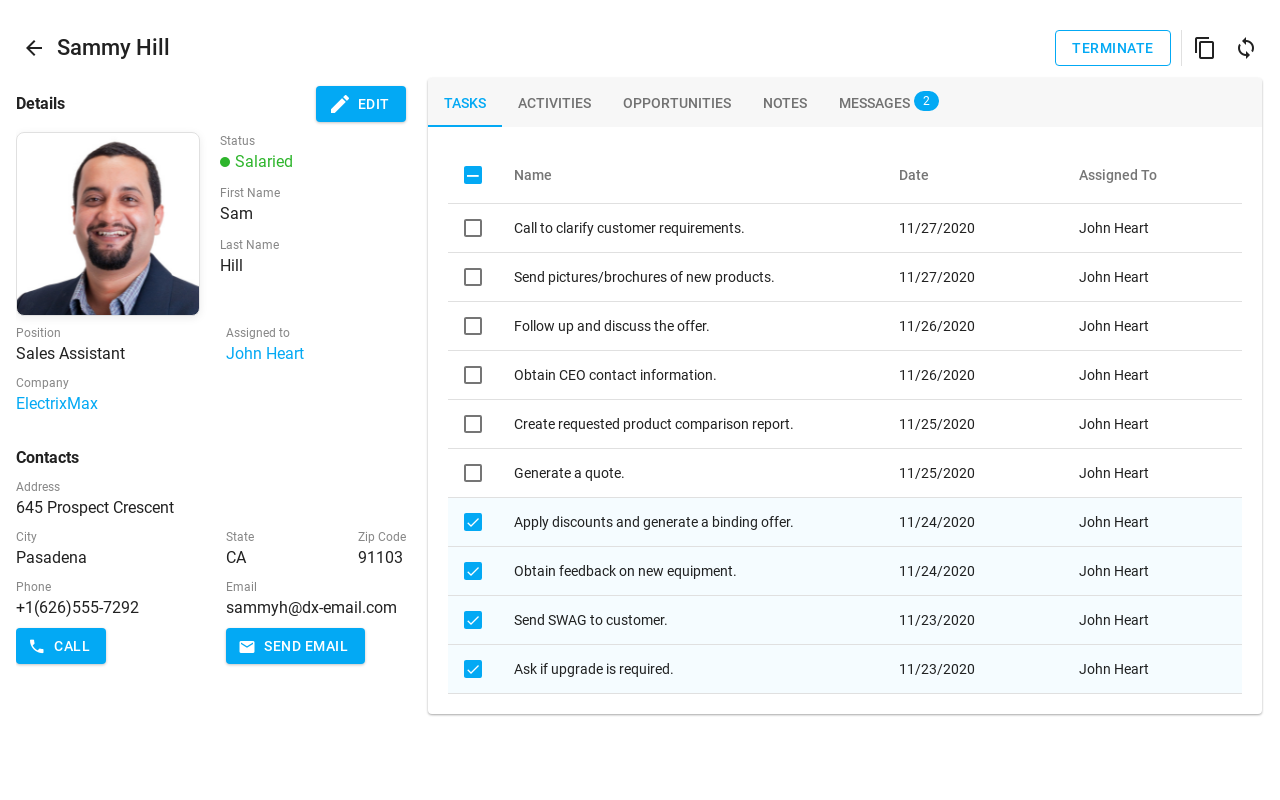 Sammy Hill
TERMINATE
Details
EDIT
Status
Salaried
First Name
Sam
Last Name
Hill
Position
Assigned to
Sales Assistant
John Heart
Company
ElectrixMax
Contacts
Address
645 Prospect Crescent
City State Zip Code
Pasadena CA 91103
Phone Email
+1(626)555-7292 sammyh@dx-email.com
CALL SEND EMAIL
TASKS ACTIVITIES OPPORTUNITIES NOTES MESSAGES 2
Name Date Assigned To
Call to clarify customer requirements. 11/27/2020 John Heart
Send pictures/brochures of new products. 11/27/2020 John Heart
Follow up and discuss the offer. 11/26/2020 John Heart
Obtain CEO contact information. 11/26/2020 John Heart
Create requested product comparison report. 11/25/2020 John Heart
Generate a quote. 11/25/2020 John Heart
Apply discounts and generate a binding offer. 11/24/2020 John Heart
Obtain feedback on new equipment. 11/24/2020 John Heart
Send SWAG to customer. 11/23/2020 John Heart
Ask if upgrade is required. 11/23/2020 John Heart